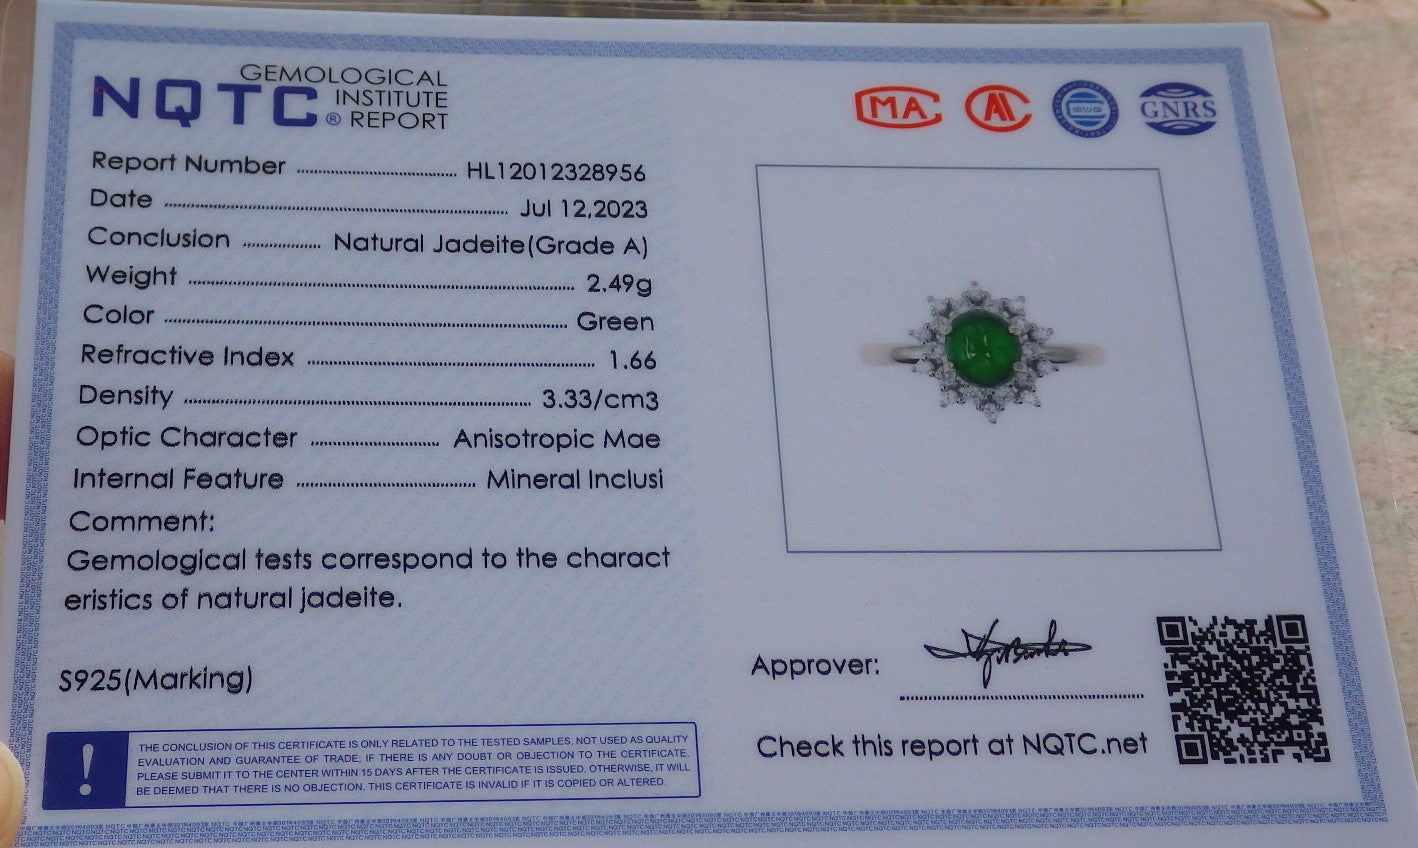 NQTC® GEMOLOGICAL
INSTITUTE
REPORT
MA
GNRS
Report Number HL12012328956
Date Jul 12,2023
Conclusion Natural Jadeite(Grade A)
Weight 2.49g
Color Green
Refractive Index 1.66
Density 3.33/cm3
Optic Character Anisotropic Mae
Internal Feature Mineral Inclusi
Comment:
Gemological tests correspond to the charact
eristics of natural jadeite.
S925(Marking)
! THE CONCLUSION OF THIS CERTIFICATE IS ONLY RELATED TO THE TESTED SAMPLES, NOT USED AS QUALITY
EVALUATION AND GUARANTEE OF TRADE; IF THERE IS ANY DOUBT OR OBJECTION TO THE CERTIFICATE,
PLEASE SUBMIT IT TO THE CENTER WITHIN 15 DAYS AFTER THE CERTIFICATE IS ISSUED. OTHERWISE, IT WILL
BE DEEMED THAT THERE IS NO OBJECTION. THIS CERTIFICATE IS INVALID IF IT IS COPIED OR ALTERED.
Approver:
Check this report at NQTC.net